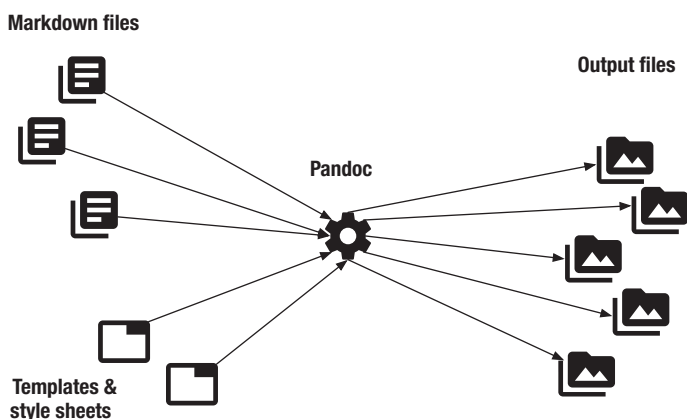 Markdown files
Output files
Pandoc
Templates &
style sheets